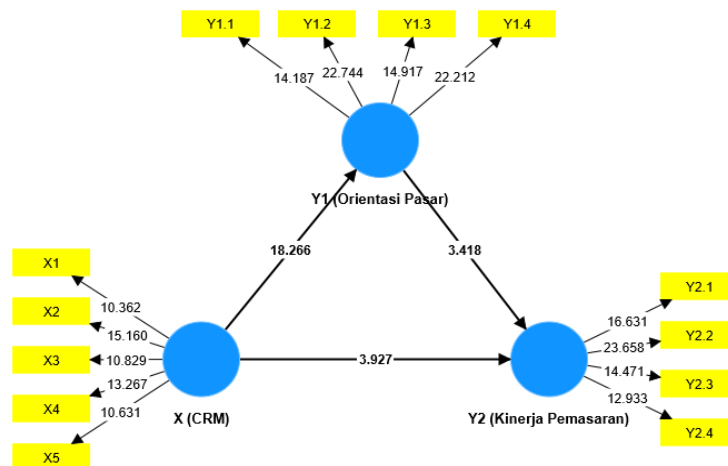 Y1.1
Y1.2
Y1.3
Y1.4
14.187
22.744
14.917
22.212
Y1 (Orientasi Pasar)
18.266
3.418
X1
X2
X3
X4
X5
10.362
15.160
10.829
13.267
10.631
X (CRM)
3.927
Y2.1
Y2.2
Y2.3
Y2.4
16.631
23.658
14.471
12.933
Y2 (Kinerja Pemasaran)